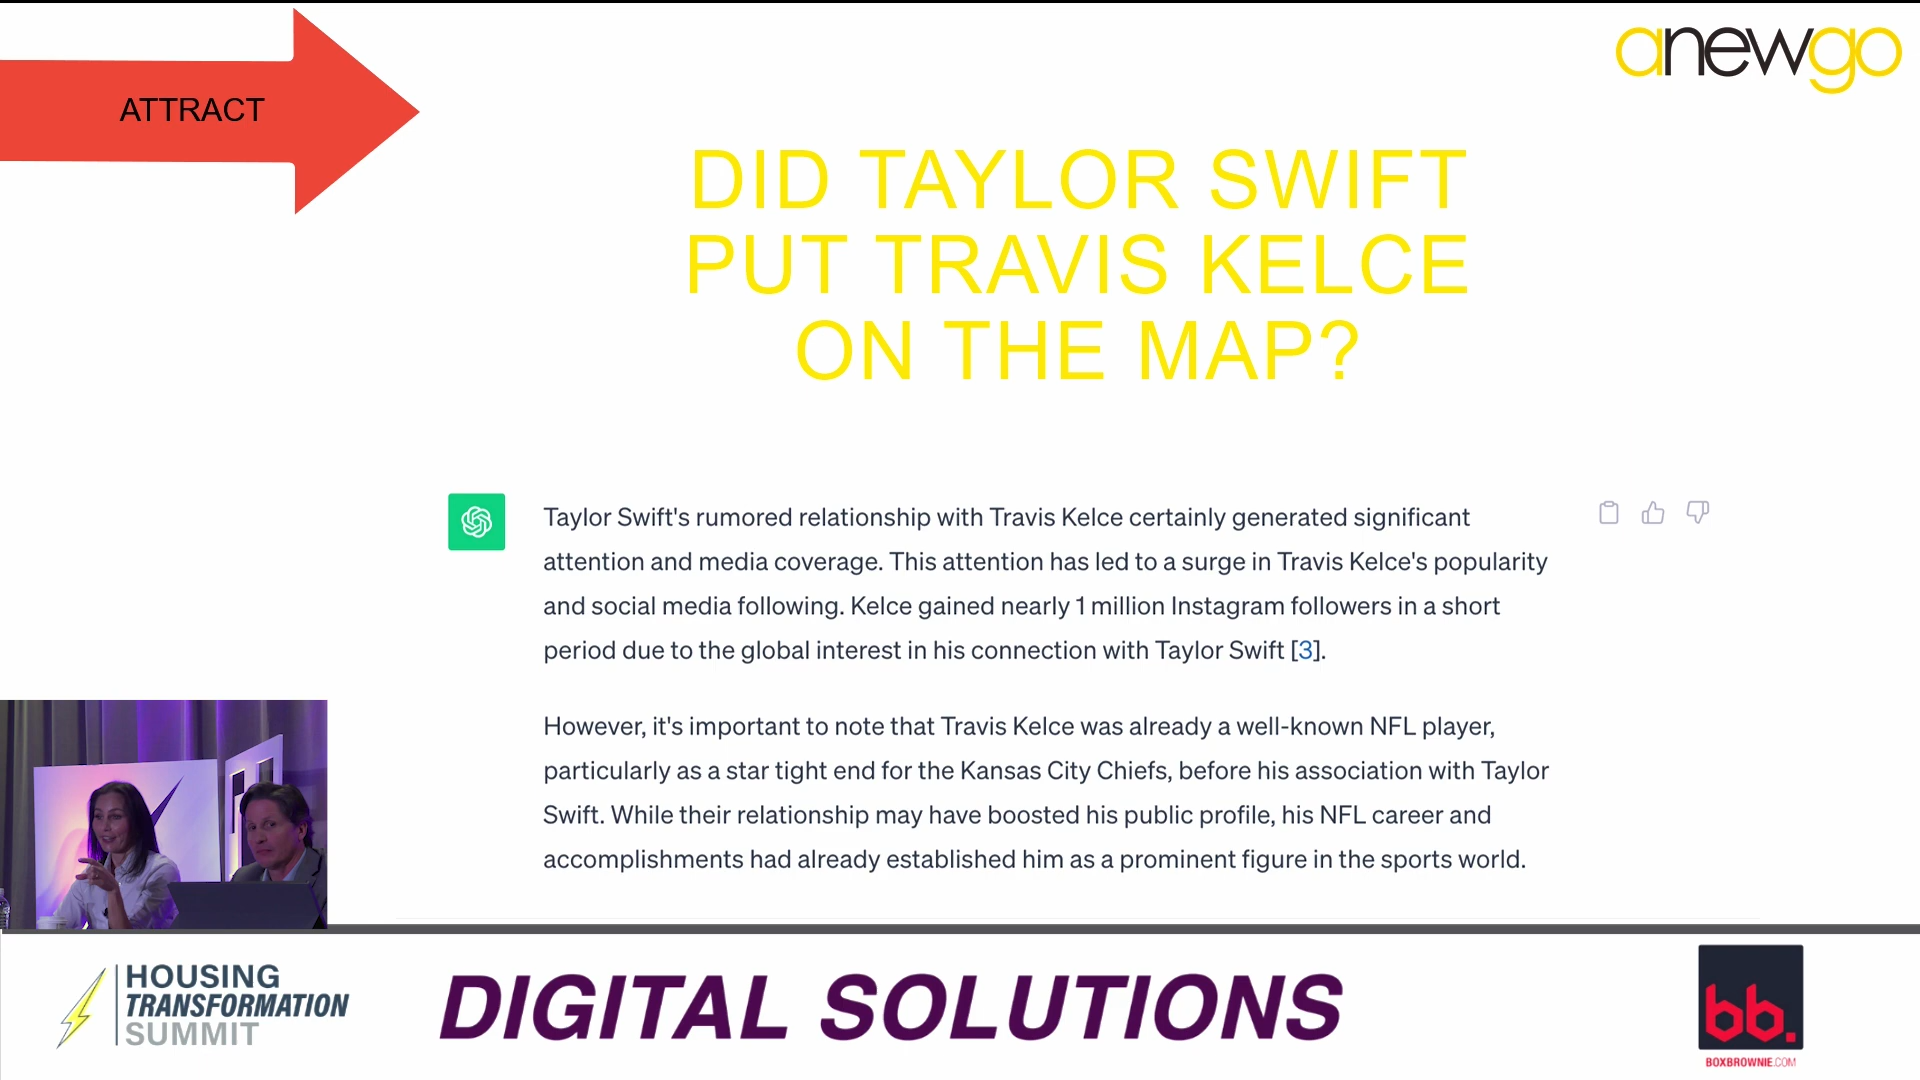 ATTRACT
anewgo
DID TAYLOR SWIFT
PUT TRAVIS KELCE
ON THE MAP?
Taylor Swift's rumored relationship with Travis Kelce certainly generated significant
attention and media coverage. This attention has led to a surge in Travis Kelce's popularity
and social media following. Kelce gained nearly 1 million Instagram followers in a short
period due to the global interest in his connection with Taylor Swift [3].
However, it's important to note that Travis Kelce was already a well-known NFL player,
particularly as a star tight end for the Kansas City Chiefs, before his association with Taylor
Swift. While their relationship may have boosted his public profile, his NFL career and
accomplishments had already established him as a prominent figure in the sports world.
HOUSING
TRANSFORMATION
SUMMIT
DIGITAL SOLUTIONS
bb.
BOXBROWNIE.COM